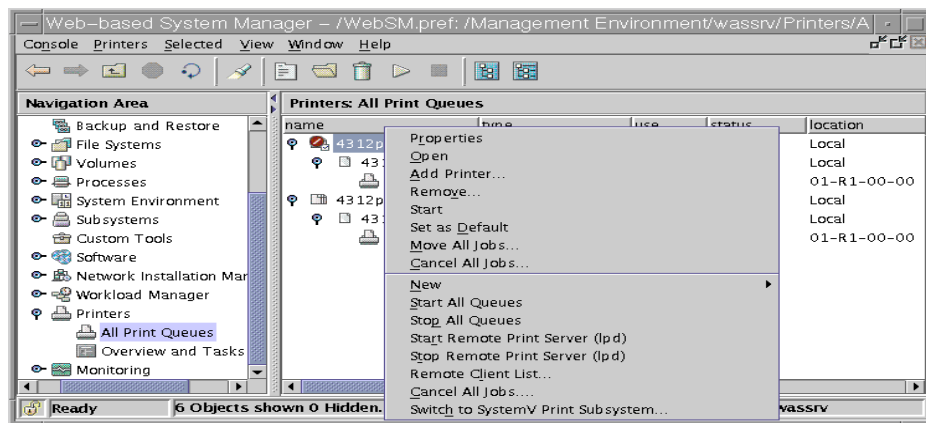 Web-based System Manager - /WebSM.pref: /Management Environment/wassrv/Printers/A
Console Printers Selected View Window Help
Navigation Area
Backup and Restore
File Systems
Volumes
Processes
System Environment
Subsystems
Custom Tools
Software
Network Installation Mar
Workload Manager
Printers
All Print Queues
Overview and Tasks
Monitoring
Printers: All Print Queues
name type use status location
4312p Local
431 Local
01-R1-00-00
4312p Local
431 Local
01-R1-00-00
Properties
Open
Add Printer...
Remove...
Start
Set as Default
Move All Jobs...
Cancel All Jobs...
New
Start All Queues
Stop All Queues
Start Remote Print Server (lpd)
Stop Remote Print Server (lpd)
Remote Client List...
Cancel All Jobs....
Switch to SystemV Print Subsystem...
Ready 6 Objects shown 0 Hidden. wassrv